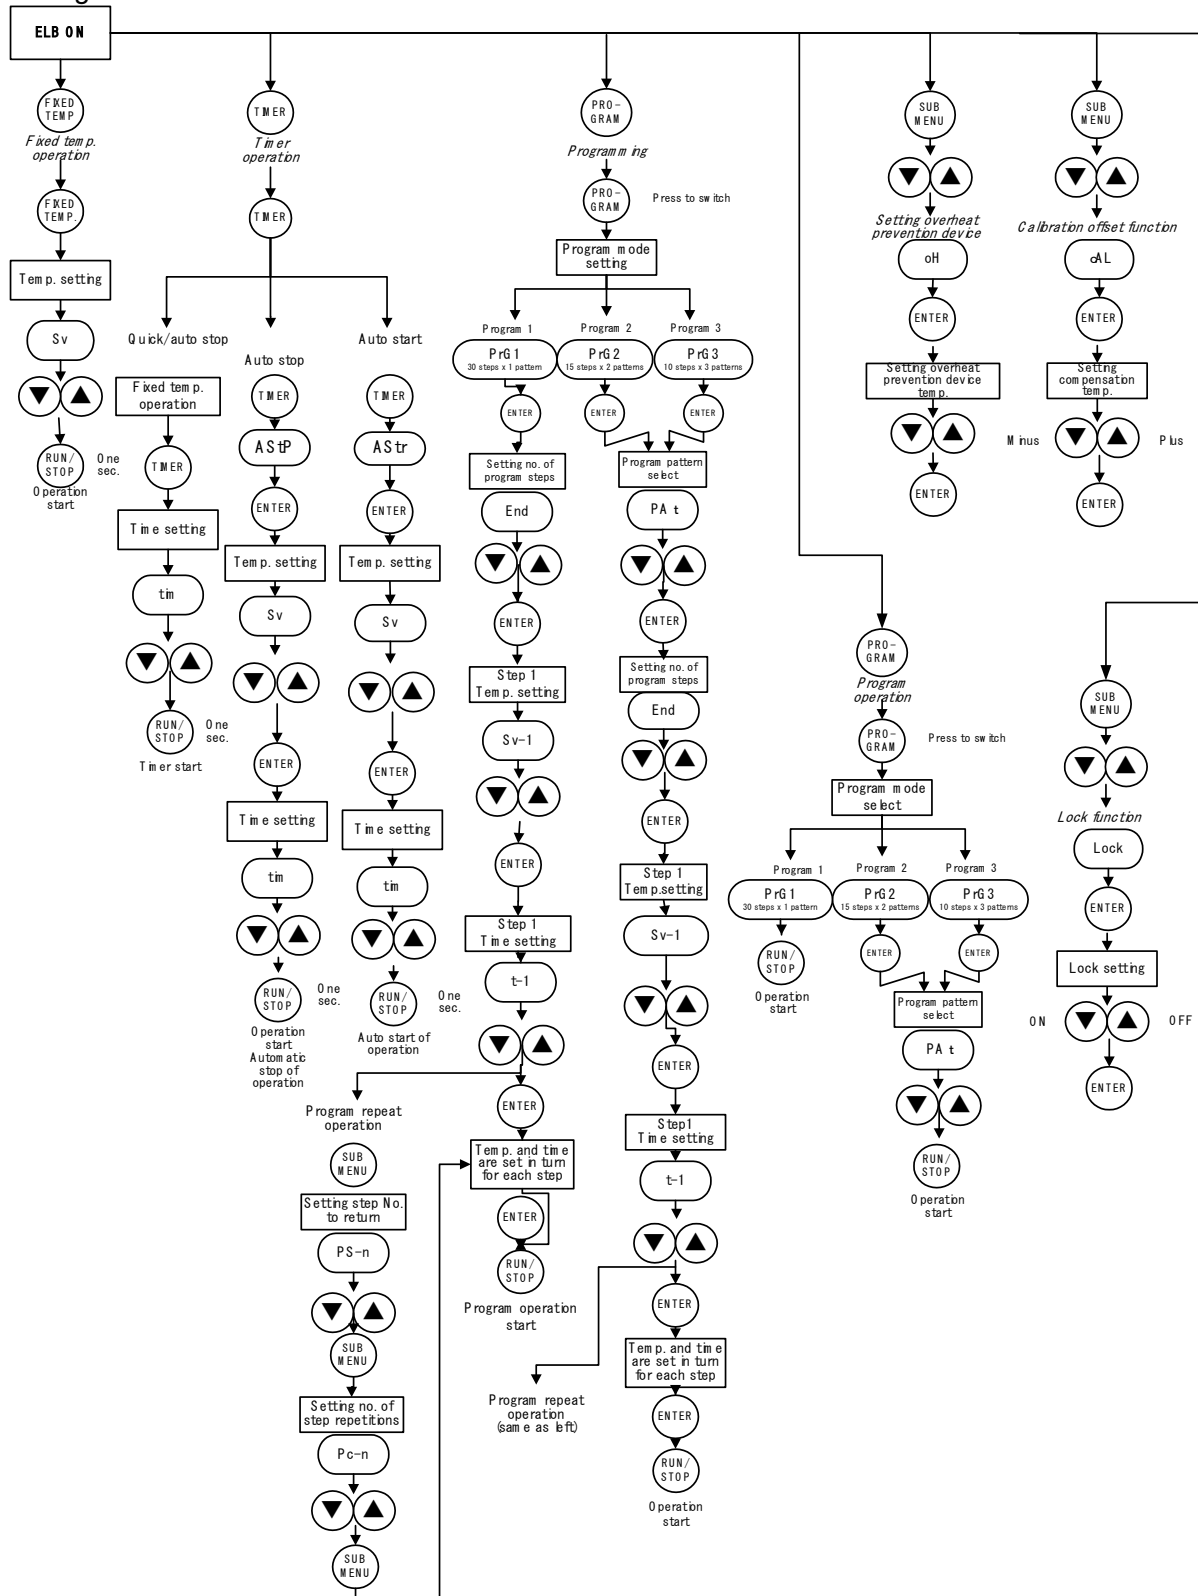 ELB ON
FIXED
TEMP
Fixed temp.
operation
FIXED
TEMP.
Temp. setting
Sv
RUN/
STOP
One
sec.
Operation
start
TIMER
Timer
operation
TIMER
Quick/auto stop
Fixed temp.
operation
TIMER
Time setting
tim
RUN/
STOP
One
sec.
Timer start
Auto stop
TIMER
AStP
ENTER
Temp. setting
Sv
ENTER
Time setting
tim
RUN/
STOP
One
sec.
Operation
start
Automatic
stop of
operation
Auto start
TIMER
AStr
ENTER
Temp. setting
Sv
ENTER
Time setting
tim
RUN/
STOP
One
sec.
Auto start of
operation
PRO-
GRAM
Programming
PRO-
GRAM
Press to switch
Program mode
setting
Program 1
PrG1
30 steps x 1 pattern
Program 2
PrG2
15 steps x 2 patterns
Program 3
PrG3
10 steps x 3 patterns
ENTER
ENTER
ENTER
Setting no. of
program steps
End
ENTER
Step 1
Temp. setting
Sv-1
ENTER
Step 1
Time setting
t-1
ENTER
Temp. and time
are set in turn
for each step
ENTER
RUN/
STOP
Program operation
start
Program repeat
operation
SUB
MENU
Setting step No.
to return
PS-n
SUB
MENU
Setting no. of
step repetitions
Pc-n
SUB
MENU
Program pattern
select
PAt
ENTER
Setting no. of
program steps
End
ENTER
Step 1
Temp.setting
Sv-1
ENTER
Step1
Time setting
t-1
ENTER
Temp. and time
are set in turn
for each step
ENTER
RUN/
STOP
Operation
start
Program repeat
operation
(same as left)
PRO-
GRAM
Program
operation
PRO-
GRAM
Press to switch
Program mode
select
Program 1
PrG1
30 steps x 1 pattern
Program 2
PrG2
15 steps x 2 patterns
Program 3
PrG3
10 steps x 3 patterns
RUN/
STOP
Operation
start
ENTER
ENTER
Program pattern
select
PAt
RUN/
STOP
Operation
start
SUB
MENU
Setting overheat
prevention device
oH
ENTER
Setting overheat
prevention device
temp.
ENTER
SUB
MENU
Calibration offset function
cAL
ENTER
Setting
compensation
temp.
Minus
Plus
ENTER
SUB
MENU
Lock function
Lock
ENTER
Lock setting
ON
OFF
ENTER